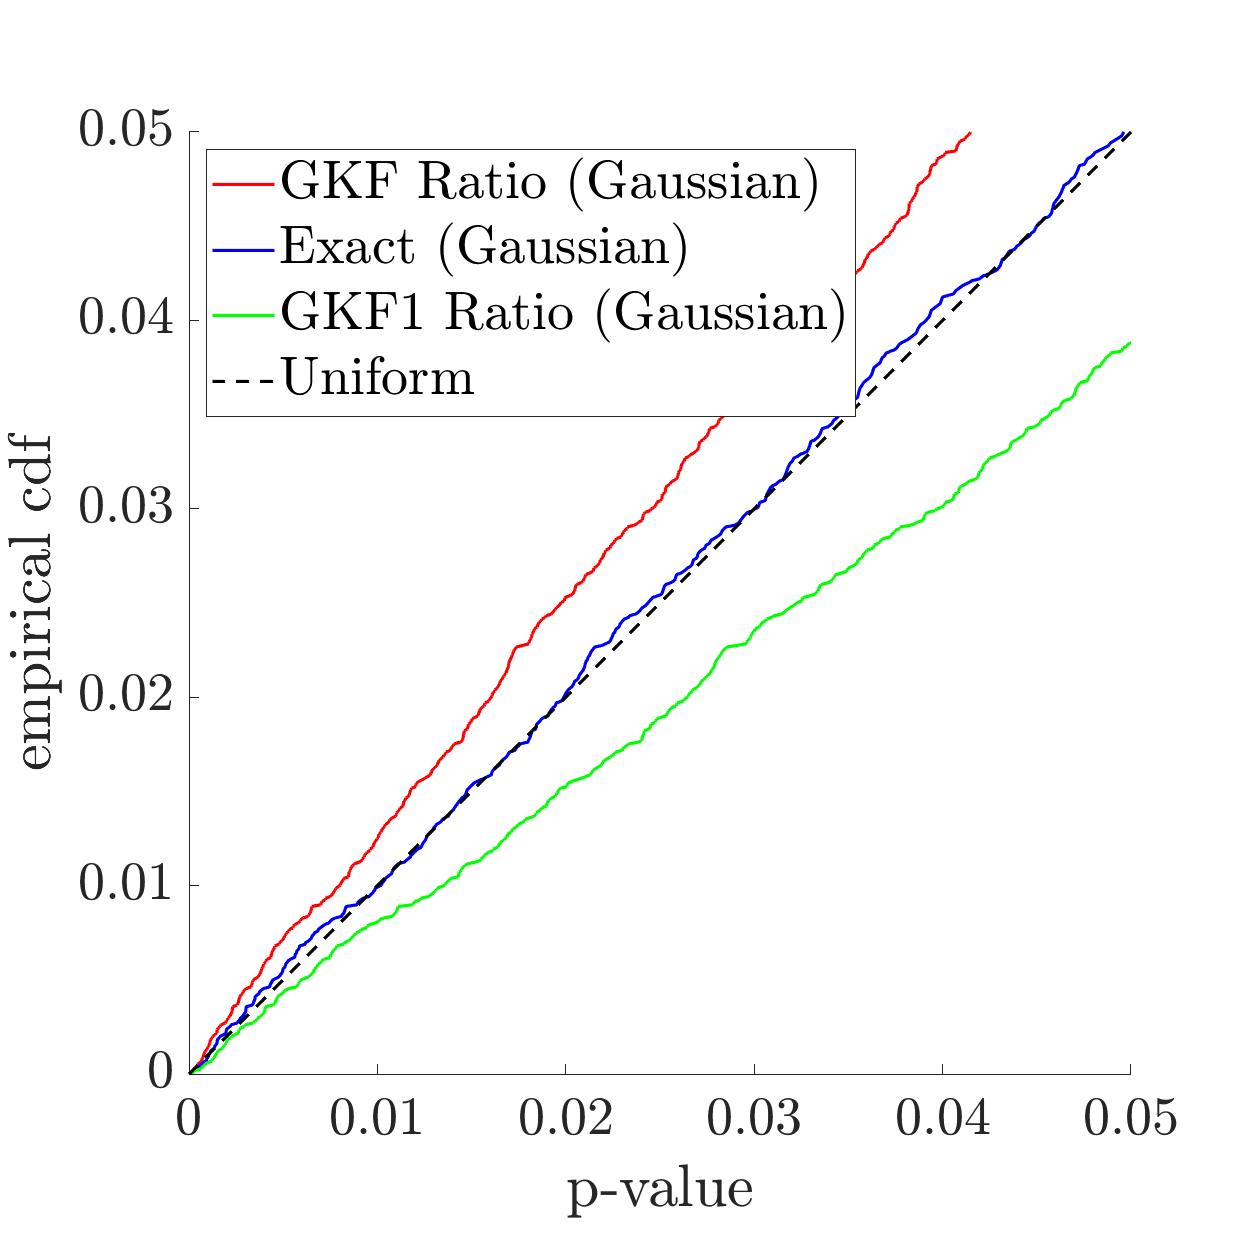 0.05
0.04
0.03
0.02
0.01
0
empirical cdf
GKF Ratio (Gaussian)
Exact (Gaussian)
GKF1 Ratio (Gaussian)
Uniform
0 0.01 0.02 0.03 0.04 0.05
p-value